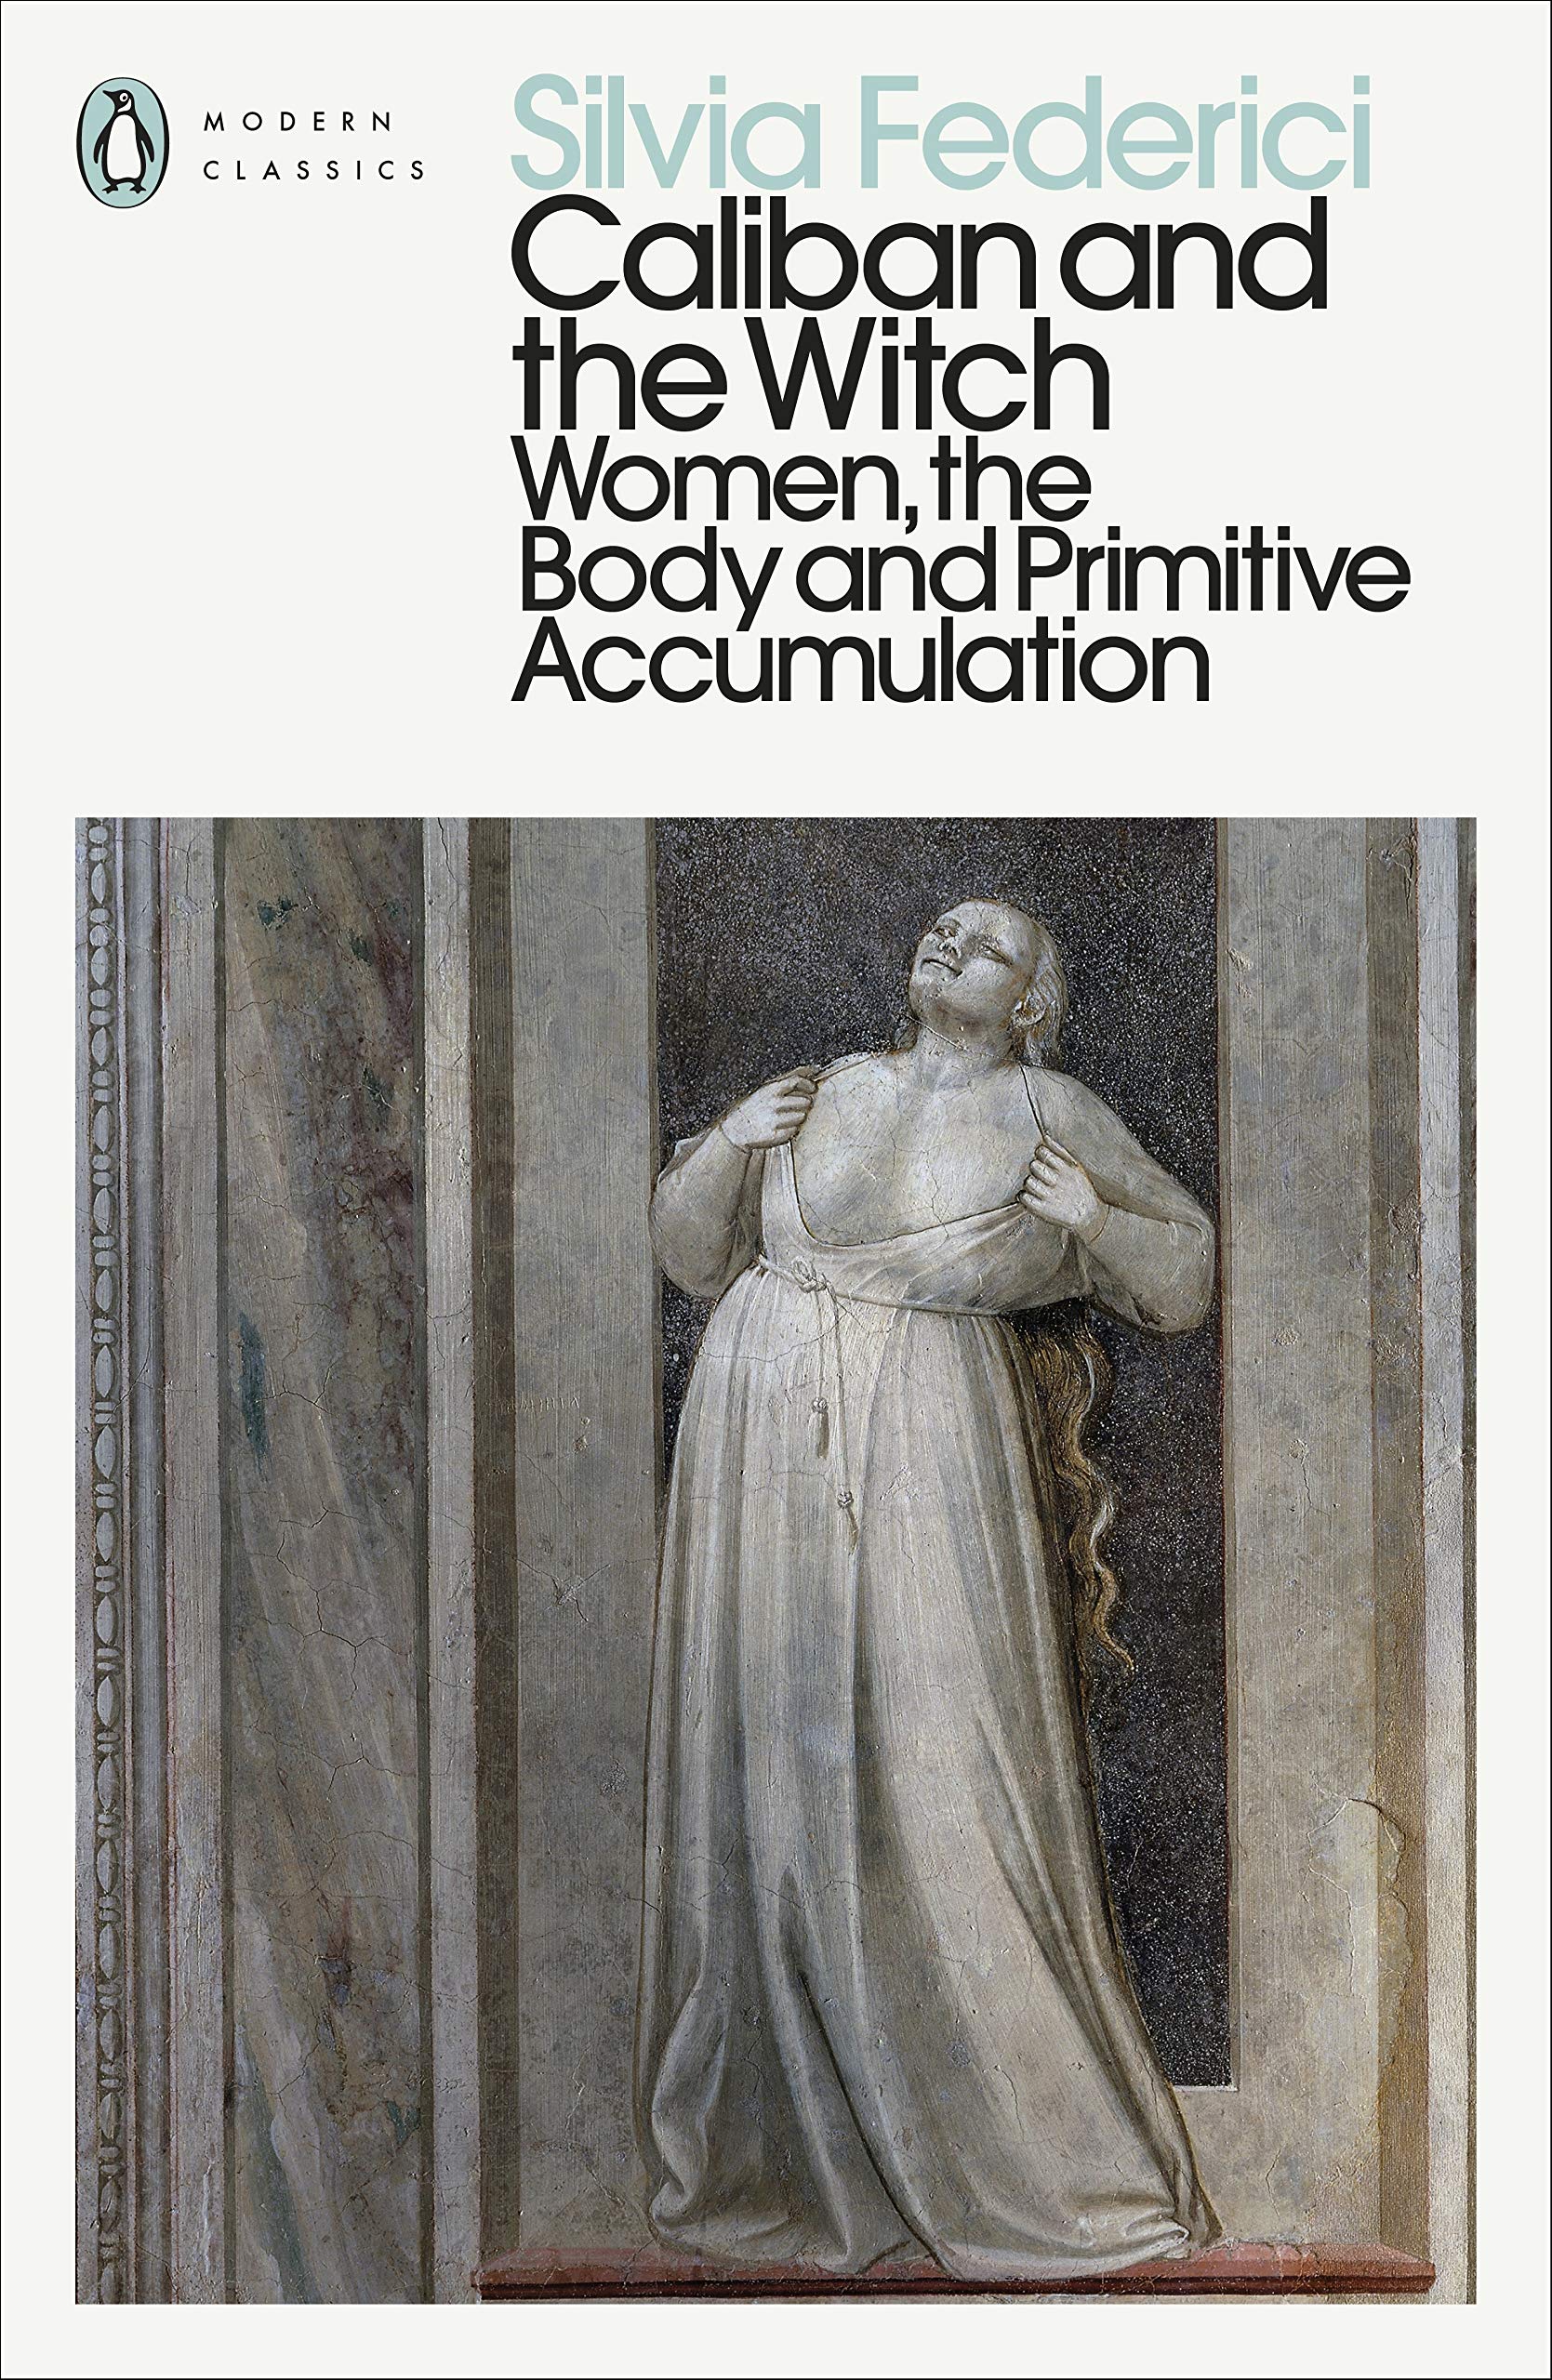 MODERN
CLASSICS
Silvia Federici
Caliban and
the Witch
Women, the
Body and Primitive
Accumulation